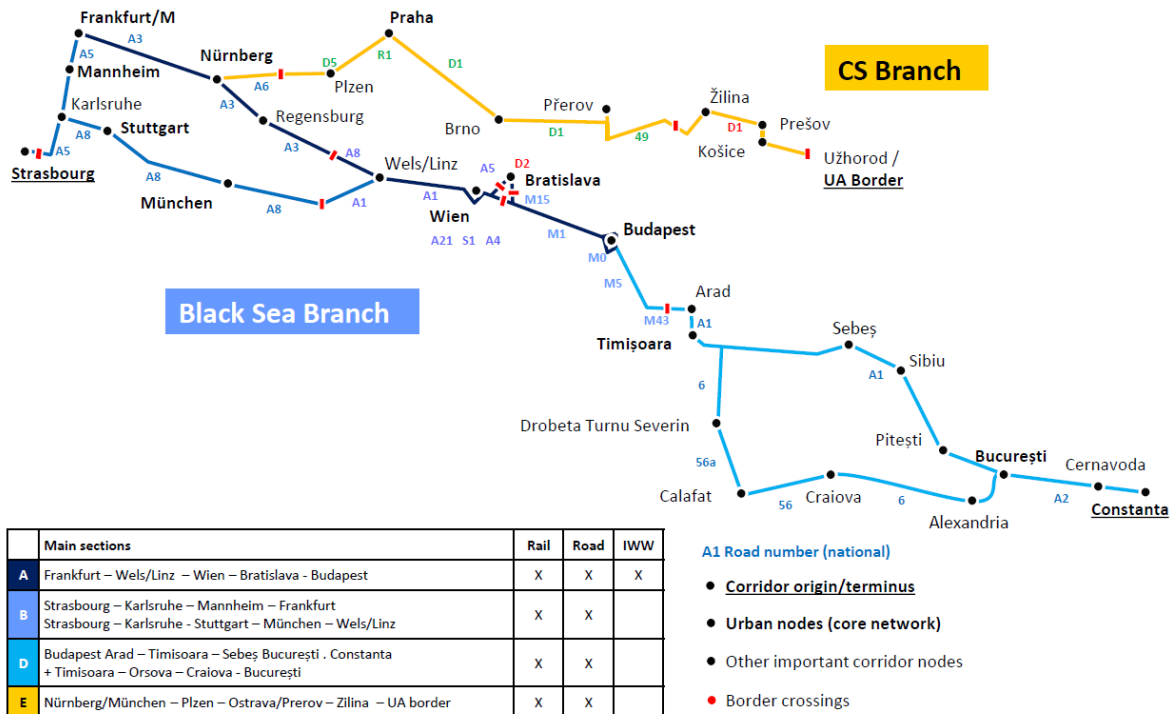 Frankfurt/M
A3
A5
Mannheim
Karlsruhe
A8
Stuttgart
A5
Strasbourg
A8
München
A8
A1
Nürnberg
A6
D5
Plzen
R1
Praha
D1
A3
Regensburg
A3
A8
Wels/Linz
A1
Brno
D1
Přerov
49
Žilina
D1
Prešov
Košice
Užhorod /
UA Border
CS Branch
A5
D2
Bratislava
M15
Wien
A21 S1 A4
M1
Budapest
M0
M5
Black Sea Branch
M43
Arad
A1
Timișoara
6
Sebeș
A1
Sibiu
Drobeta Turnu Severin
56a
Calafat
56
Craiova
6
Alexandria
Pitești
București
A2
Cernavoda
Constanta
Main sections Rail Road IWW
A Frankfurt – Wels/Linz – Wien – Bratislava - Budapest X X X
B Strasbourg – Karlsruhe – Mannheim – Frankfurt
Strasbourg – Karlsruhe - Stuttgart – München – Wels/Linz X X
D Budapest Arad – Timisoara – Sebeș București . Constanta
+ Timisoara – Orsova – Craiova - București X X
E Nürnberg/München – Plzen – Ostrava/Prerov – Zilina – UA border X X
A1 Road number (national)
Corridor origin/terminus
Urban nodes (core network)
Other important corridor nodes
Border crossings